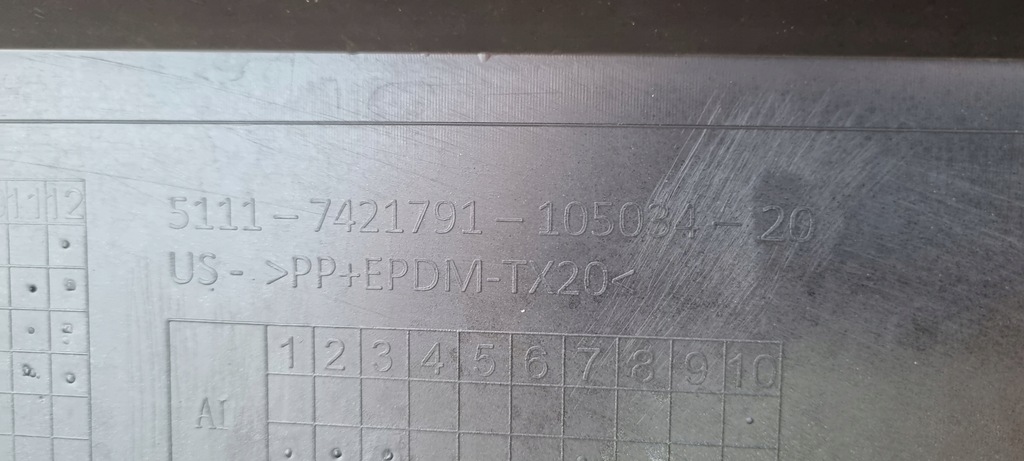 5111 - 7421791 - 105034 - 20
US - >PP+EPDM-TX20<
11 12
1 2 3 4 5 6 7 8 9 10
AI